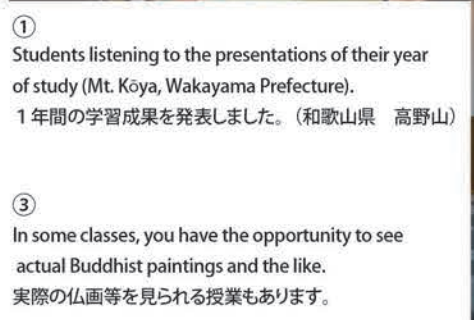 ①
Students listening to the presentations of their year
of study (Mt. Kōya, Wakayama Prefecture).
１年間の学習成果を発表しました。（和歌山県　高野山）
③
In some classes, you have the opportunity to see
actual Buddhist paintings and the like.
実際の仏画等を見られる授業もあります。